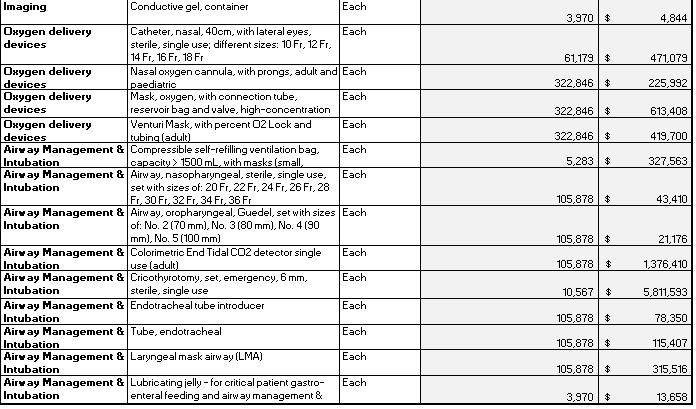 Imaging Conductive gel, container Each 3,970 $ 4,844
Oxygen delivery Catheter, nasal, 40cm, with lateral eyes, Each
devices sterile, single use; different sizes: 10 Fr, 12 Fr,
14 Fr, 16 Fr, 18 Fr 61,179 $ 471,079
Oxygen delivery Nasal oxygen cannula, with prongs, adult and Each
devices paediatric 322,846 $ 225,992
Oxygen delivery Mask, oxygen, with connection tube, Each
devices reservoir bag and valve, high-concentration 322,846 $ 613,408
Oxygen delivery Venturi Mask, with percent O2 Lock and Each
devices tubing (adult) 322,846 $ 419,700
Airway Management & Compressible self-refilling ventilation bag, Each
Intubation capacity > 1500 mL, with masks (small, 5,283 $ 327,563
Airway Management & Airway, nasopharyngeal, sterile, single use, Each
Intubation set with sizes of: 20 Fr, 22 Fr, 24 Fr, 26 Fr, 28
Fr, 30 Fr, 32 Fr, 34 Fr, 36 Fr 105,878 $ 43,410
Airway Management & Airway, oropharyngeal, Guedel, set with sizes Each
Intubation of: No. 2 (70 mm), No. 3 (80 mm), No. 4 (90
mm), No. 5 (100 mm) 105,878 $ 21,176
Airway Management & Colorimetric End Tidal CO2 detector single Each
Intubation use (adult) 105,878 $ 1,376,410
Airway Management & Cricothyrotomy, set, emergency, 6 mm, Each
Intubation sterile, single use 10,567 $ 5,811,593
Airway Management & Endotracheal tube introducer Each
Intubation 105,878 $ 78,350
Airway Management & Tube, endotracheal Each
Intubation 105,878 $ 115,407
Airway Management & Laryngeal mask airway (LMA) Each
Intubation 105,878 $ 315,516
Airway Management & Lubricating jelly - for critical patient gastro- Each
Intubation enteral feeding and airway management & 3,970 $ 13,658